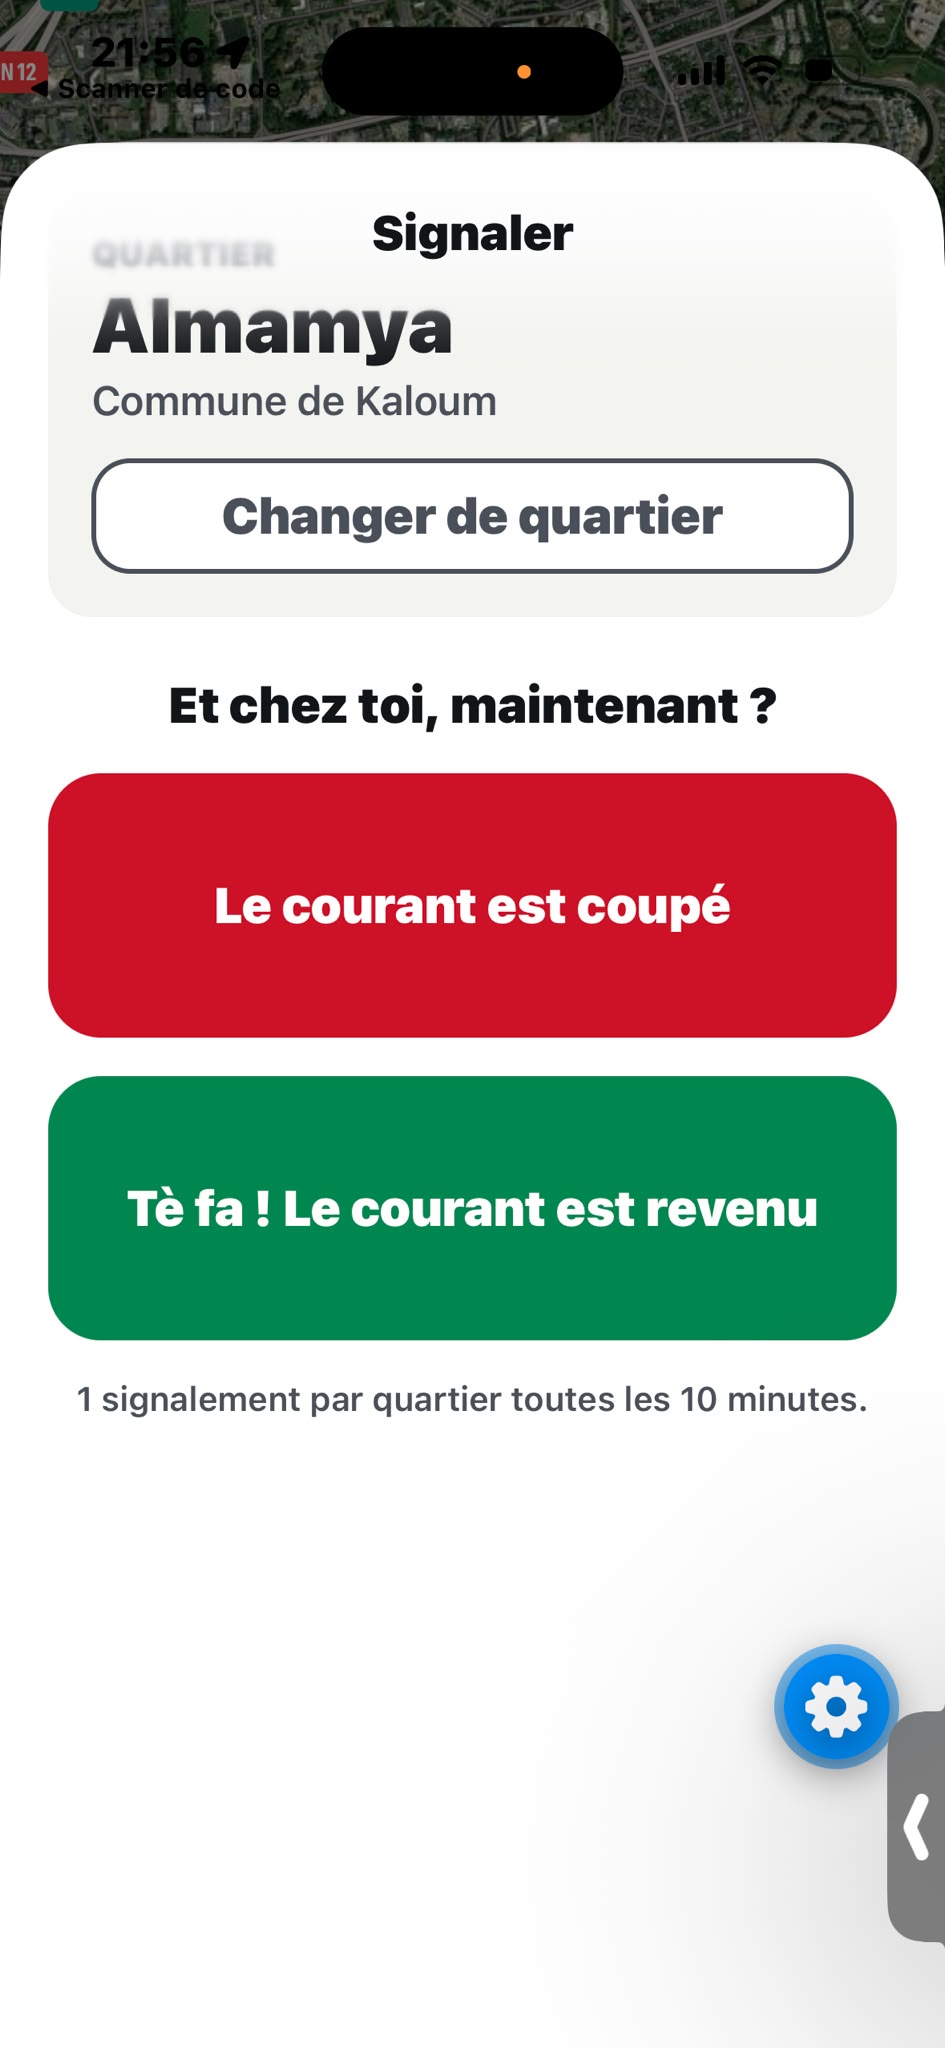 21:56
N 12
Scanner de code
Signaler
QUARTIER
Almamya
Commune de Kaloum
Changer de quartier
Et chez toi, maintenant ?
Le courant est coupé
Tè fa ! Le courant est revenu
1 signalement par quartier toutes les 10 minutes.